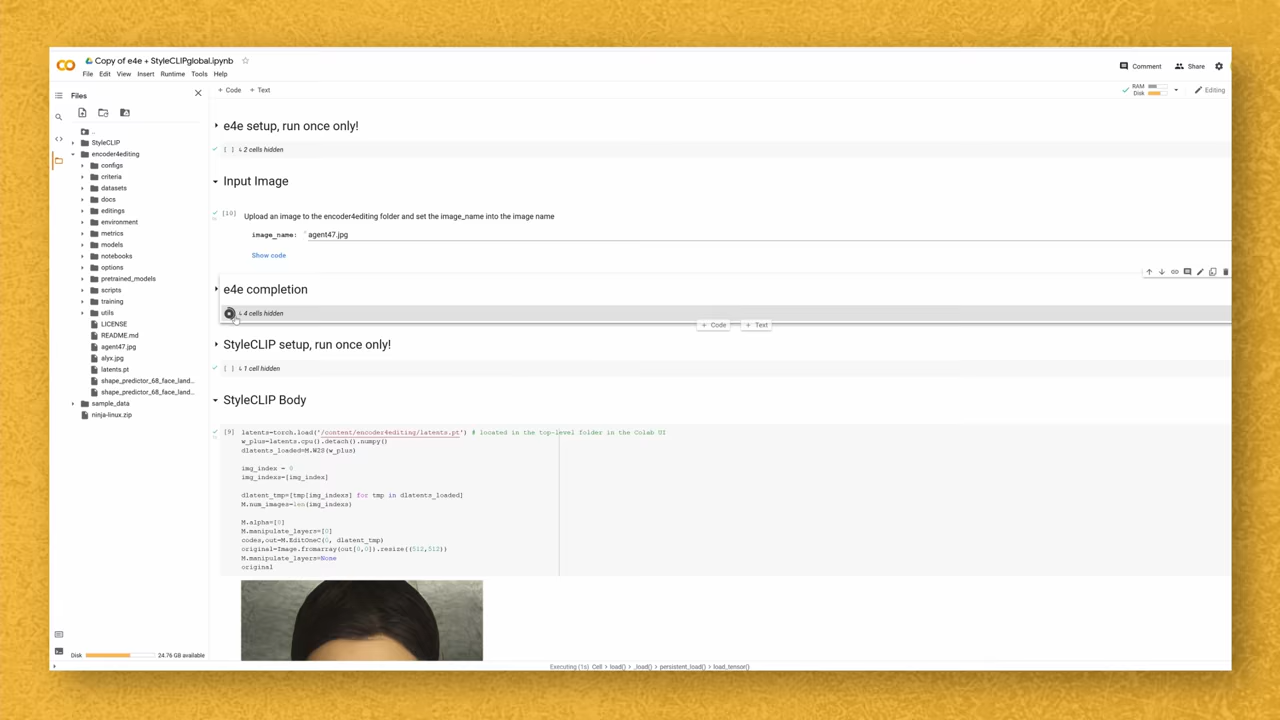 Copy of e4e + StyleCLIPglobal.ipynb
File Edit View Insert Runtime Tools Help
Comment Share
Files
+ Code + Text
RAM
Disk
Editing
..
StyleCLIP
encoder4editing
configs
criteria
datasets
docs
editings
environment
metrics
models
notebooks
options
pretrained_models
scripts
training
utils
LICENSE
README.md
agent47.jpg
alyx.jpg
latents.pt
shape_predictor_68_face_land...
shape_predictor_68_face_land...
sample_data
ninja-linux.zip
Disk 24.76 GB available
e4e setup, run once only!
[ ] ↳ 2 cells hidden
Input Image
[10] Upload an image to the encoder4editing folder and set the image_name into the image name
image_name: " agent47.jpg
Show code
e4e completion
↳ 4 cells hidden
+ Code + Text
StyleCLIP setup, run once only!
[ ] ↳ 1 cell hidden
StyleCLIP Body
[9] latents=torch.load('/content/encoder4editing/latents.pt') # located in the top-level folder in the Colab UI
w_plus=latents.cpu().detach().numpy()
dlatents_loaded=M.W2S(w_plus)
img_index = 0
img_indexs=[img_index]
dlatent_tmp=[tmp[img_indexs] for tmp in dlatents_loaded]
M.num_images=len(img_indexs)
M.alpha=[0]
M.manipulate_layers=[0]
codes,out=M.EditOneC(0, dlatent_tmp)
original=Image.fromarray(out[0,0]).resize((512,512))
M.manipulate_layers=None
original
Executing (1s) Cell > load() > _load() > persistent_load() > load_tensor()